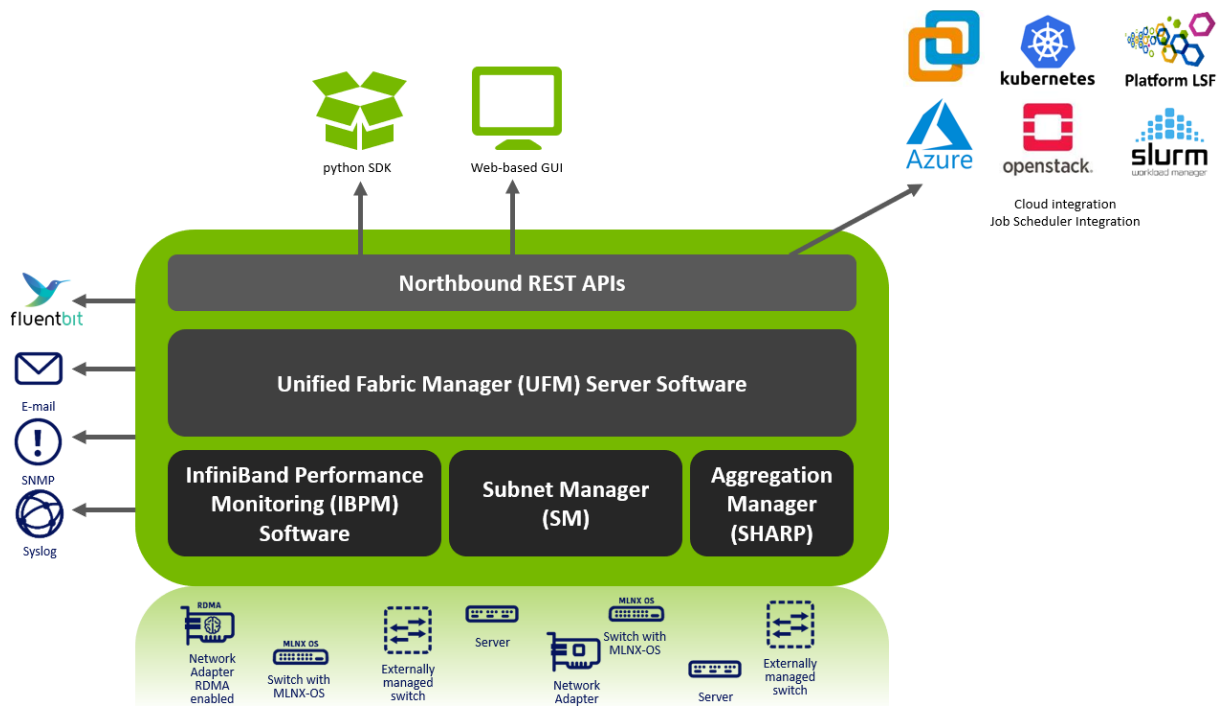 kubernetes
Platform LSF
Azure
openstack.
slurm
workload manager
Cloud integration
Job Scheduler Integration
python SDK
Web-based GUI
Northbound REST APIs
fluentbit
Unified Fabric Manager (UFM) Server Software
E-mail
SNMP
Syslog
InfiniBand Performance
Monitoring (IBPM)
Software
Subnet Manager
(SM)
Aggregation
Manager
(SHARP)
RDMA
Network
Adapter
RDMA
enabled
MLNX OS
Switch with
MLNX-OS
Externally
managed
switch
Server
Network
Adapter
MLNX OS
Switch with
MLNX-OS
Server
Externally
managed
switch